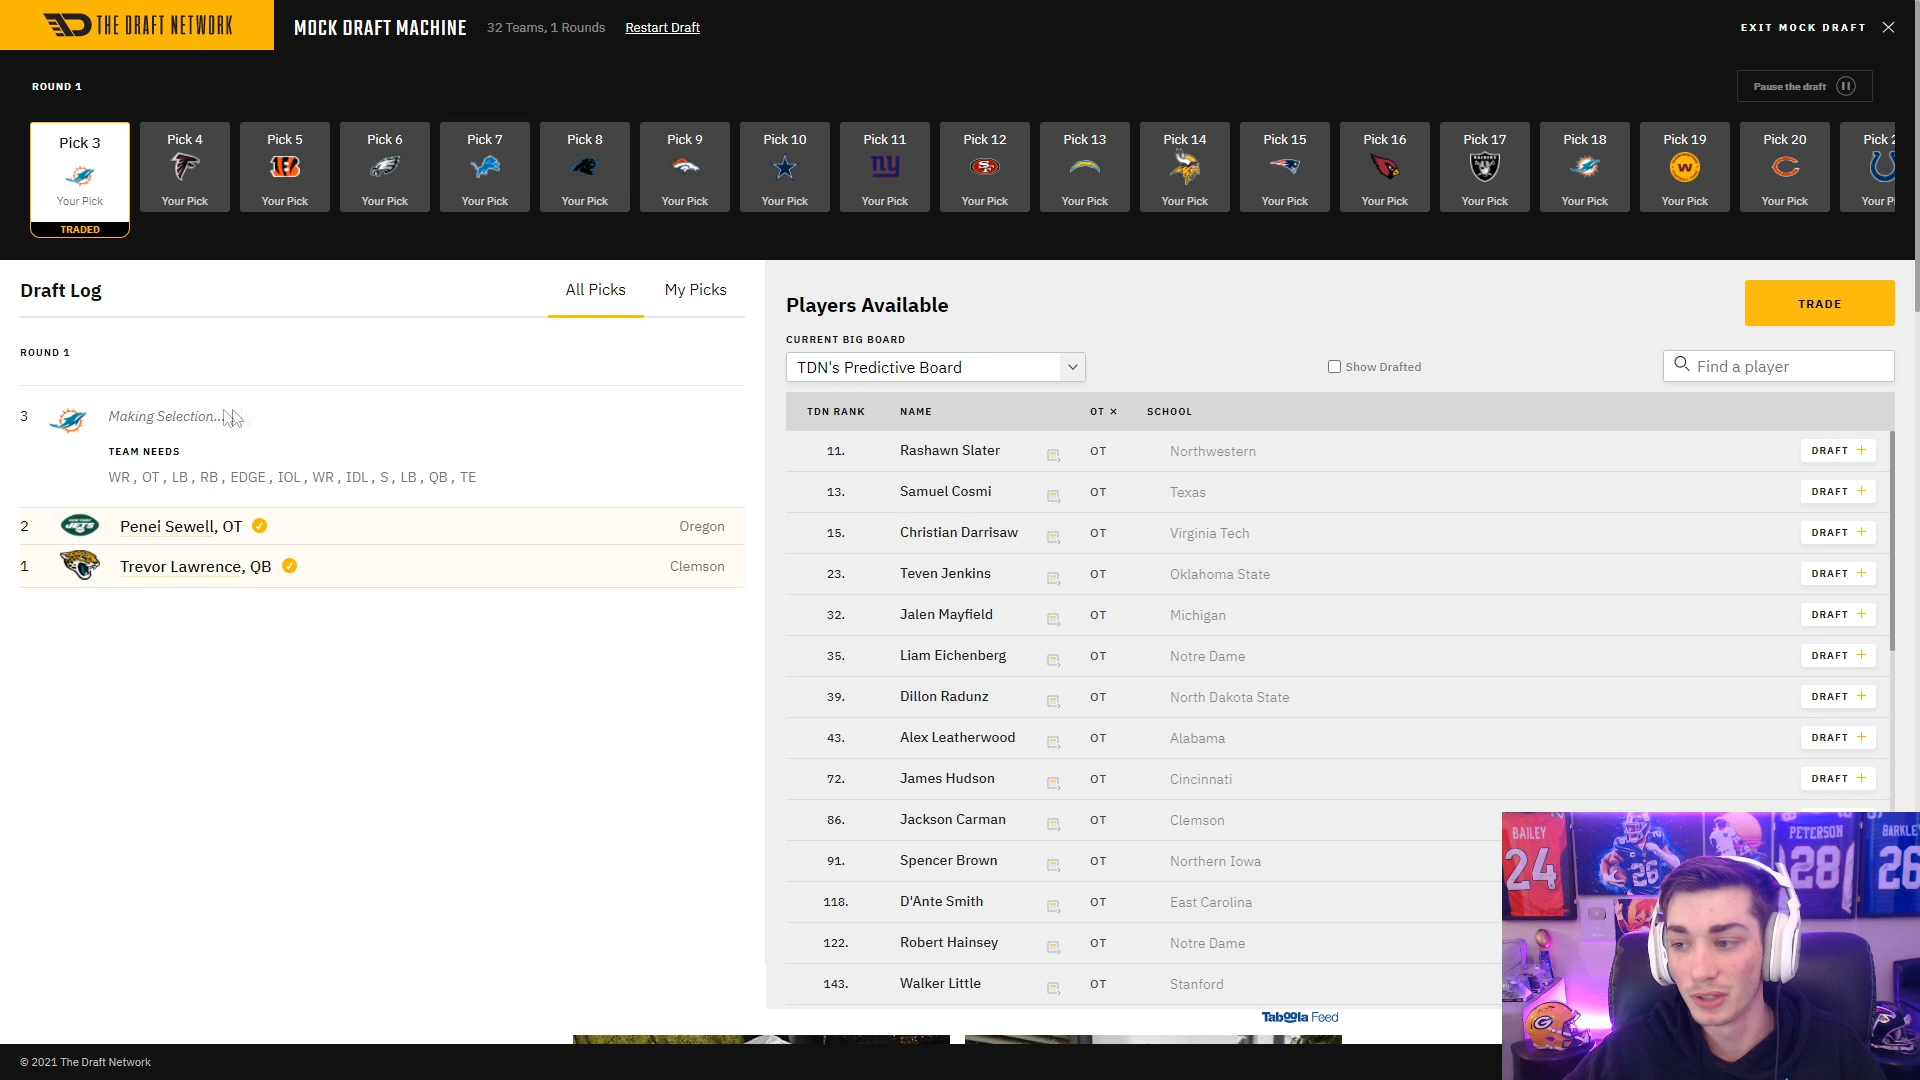 THE DRAFT NETWORK
MOCK DRAFT MACHINE
32 Teams, 1 Rounds
Restart Draft
EXIT MOCK DRAFT
ROUND 1
Pause the draft
Pick 3
Your Pick
TRADED
Pick 4
Your Pick
Pick 5
Your Pick
Pick 6
Your Pick
Pick 7
Your Pick
Pick 8
Your Pick
Pick 9
Your Pick
Pick 10
Your Pick
Pick 11
ny
Your Pick
Pick 12
Your Pick
Pick 13
Your Pick
Pick 14
Your Pick
Pick 15
Your Pick
Pick 16
Your Pick
Pick 17
RAIDERS
Your Pick
Pick 18
Your Pick
Pick 19
W
Your Pick
Pick 20
Your Pick
Pick 2
Your P
Draft Log
All Picks
My Picks
ROUND 1
3 Making Selection...
TEAM NEEDS
WR , OT , LB , RB , EDGE , IOL , WR , IDL , S , LB , QB , TE
2 Penei Sewell, OT Oregon
1 Trevor Lawrence, QB Clemson
Players Available
TRADE
CURRENT BIG BOARD
TDN's Predictive Board
Show Drafted
Find a player
TDN RANK NAME OT × SCHOOL
11. Rashawn Slater OT Northwestern DRAFT +
13. Samuel Cosmi OT Texas DRAFT +
15. Christian Darrisaw OT Virginia Tech DRAFT +
23. Teven Jenkins OT Oklahoma State DRAFT +
32. Jalen Mayfield OT Michigan DRAFT +
35. Liam Eichenberg OT Notre Dame DRAFT +
39. Dillon Radunz OT North Dakota State DRAFT +
43. Alex Leatherwood OT Alabama DRAFT +
72. James Hudson OT Cincinnati DRAFT +
86. Jackson Carman OT Clemson
91. Spencer Brown OT Northern Iowa
118. D'Ante Smith OT East Carolina
122. Robert Hainsey OT Notre Dame
143. Walker Little OT Stanford
Taboola Feed
© 2021 The Draft Network
BAILEY
24
26
PETERSON
28
BARKLE
26
G